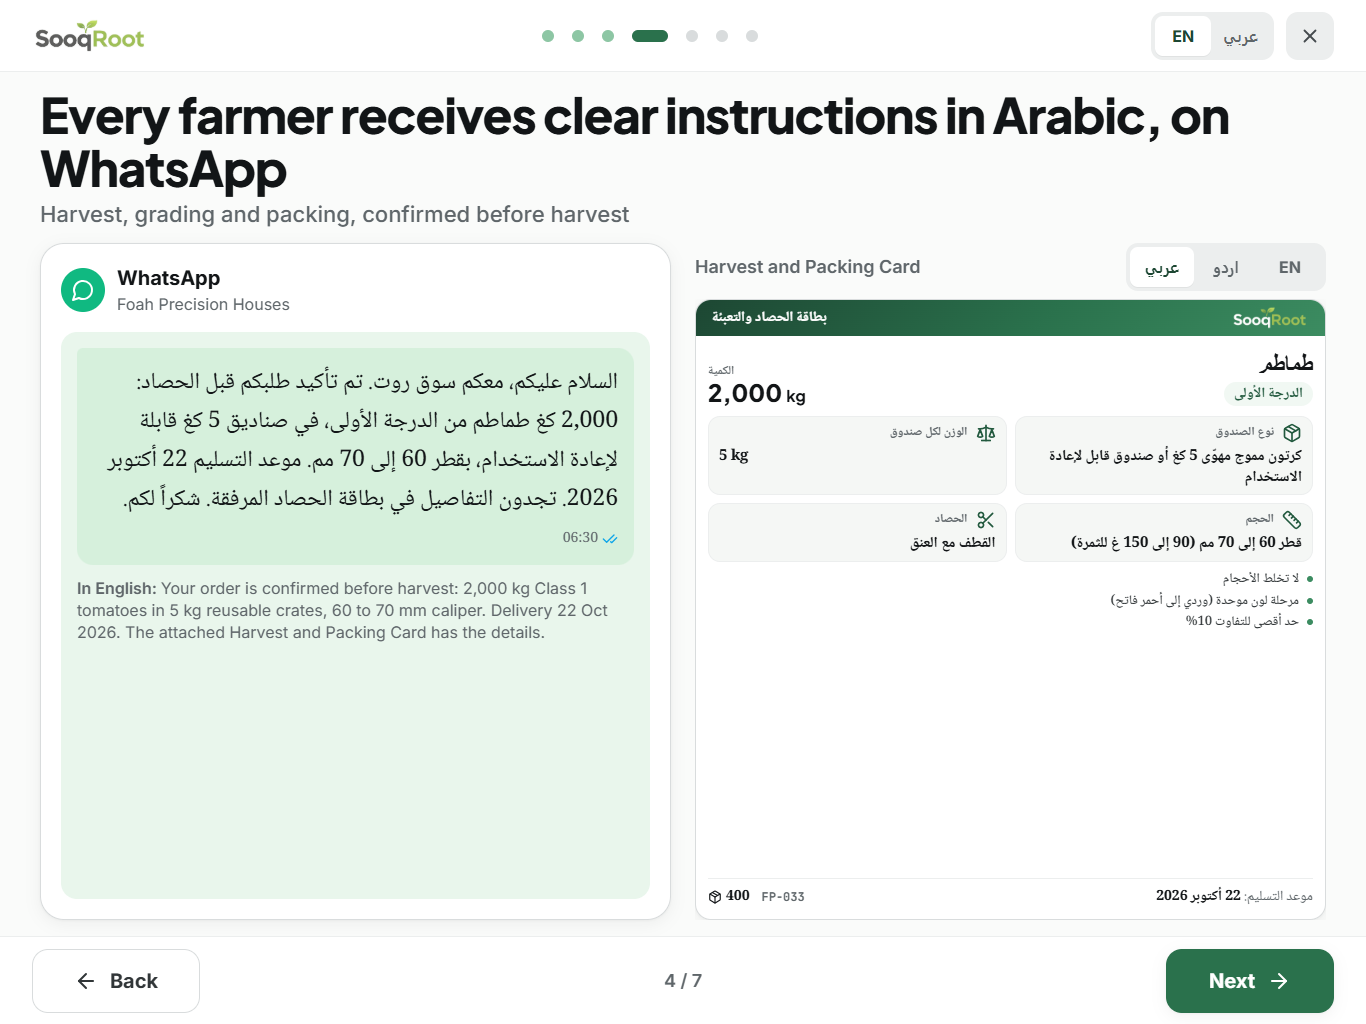 SooqRoot
EN
عربي
Every farmer receives clear instructions in Arabic, on
WhatsApp
Harvest, grading and packing, confirmed before harvest
WhatsApp
Foah Precision Houses
السلام عليكم، معكم سوق روت. تم تأكيد طلبكم قبل الحصاد:
2,000 كغ طماطم من الدرجة الأولى، في صناديق 5 كغ قابلة
لإعادة الاستخدام، بقطر 60 إلى 70 مم. موعد التسليم 22 أكتوبر
2026. تجدون التفاصيل في بطاقة الحصاد المرفقة. شكراً لكم.
06:30
In English: Your order is confirmed before harvest: 2,000 kg Class 1
tomatoes in 5 kg reusable crates, 60 to 70 mm caliper. Delivery 22 Oct
2026. The attached Harvest and Packing Card has the details.
Harvest and Packing Card
عربي
اردو
EN
بطاقة الحصاد والتعبئة
SooqRoot
طماطم
الدرجة الأولى
الكمية
2,000 kg
نوع الصندوق
كرتون مموج مهوّى 5 كغ أو صندوق قابل لإعادة
الاستخدام
الوزن لكل صندوق
5 kg
الحجم
قطر 60 إلى 70 مم (90 إلى 150 غ للثمرة)
الحصاد
القطف مع العنق
لا تخلط الأحجام
مرحلة لون موحدة (وردي إلى أحمر فاتح)
حد أقصى للتفاوت 10%
موعد التسليم: 22 أكتوبر 2026
400
FP-033
Back
4 / 7
Next